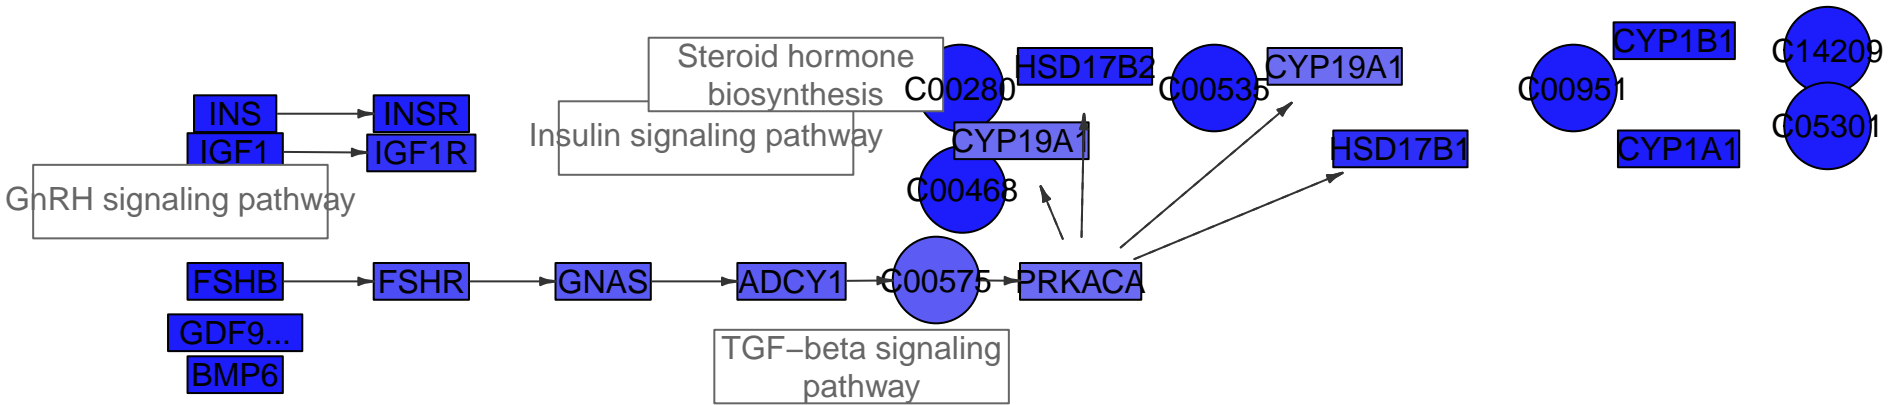 Steroid hormone
biosynthesis
C00280
HSD17B2
C00535
CYP19A1
C00951
CYP1B1
C14209
INS
INSR
Insulin signaling pathway
CYP19A1
C05301
IGF1
IGF1R
HSD17B1
CYP1A1
GnRH signaling pathway
C00468
FSHB
FSHR
GNAS
ADCY1
C00575
PRKACA
GDF9...
TGF−beta signaling
pathway
BMP6